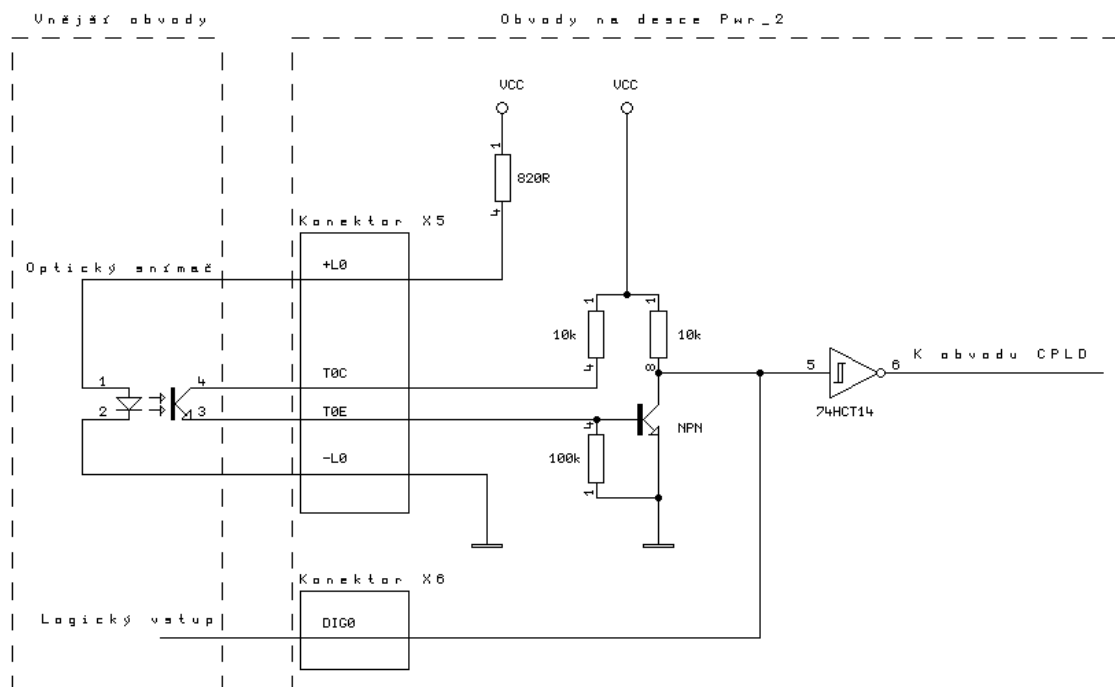 Vnější obvody
Obvody na desce Pwr_2
VCC
VCC
1
820R
4
Konektor X5
+L0
Optický snímač
1
1
10k
10k
4
8
K obvodu CPLD
5
6
74HCT14
T0C
1
4
T0E
2
3
4
NPN
100k
1
-L0
Konektor X6
DIG0
Logický vstup